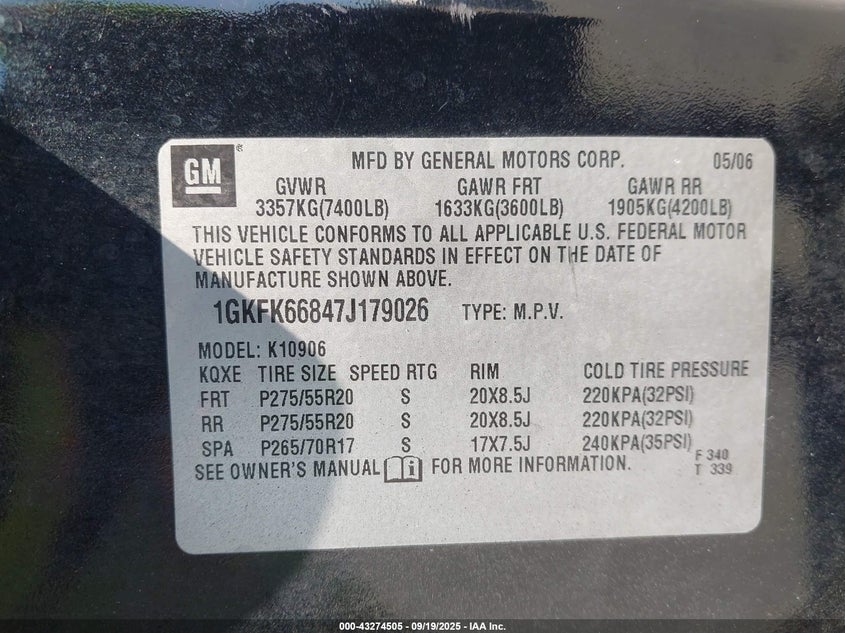 GM ®
MFD BY GENERAL MOTORS CORP. 05/06
GVWR GAWR FRT GAWR RR
3357KG(7400LB) 1633KG(3600LB) 1905KG(4200LB)
THIS VEHICLE CONFORMS TO ALL APPLICABLE U.S. FEDERAL MOTOR
VEHICLE SAFETY STANDARDS IN EFFECT ON THE DATE OF
MANUFACTURE SHOWN ABOVE.
1GKFK66847J179026 TYPE: M.P.V.
MODEL: K10906
KQXE TIRE SIZE SPEED RTG RIM COLD TIRE PRESSURE
FRT P275/55R20 S 20X8.5J 220KPA(32PSI)
RR P275/55R20 S 20X8.5J 220KPA(32PSI)
SPA P265/70R17 S 17X7.5J 240KPA(35PSI)
SEE OWNER'S MANUAL i FOR MORE INFORMATION.
F 340
T 339
000-43274505 - 09/19/2025 - IAA Inc.